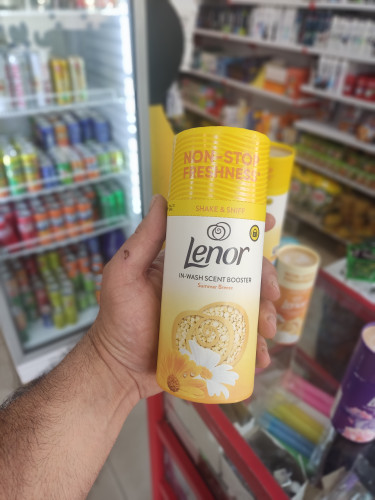 NON-STOP
FRESHNESS
SHAKE & SNIFF
Lenor
IN-WASH SCENT BOOSTER
Summer Breeze